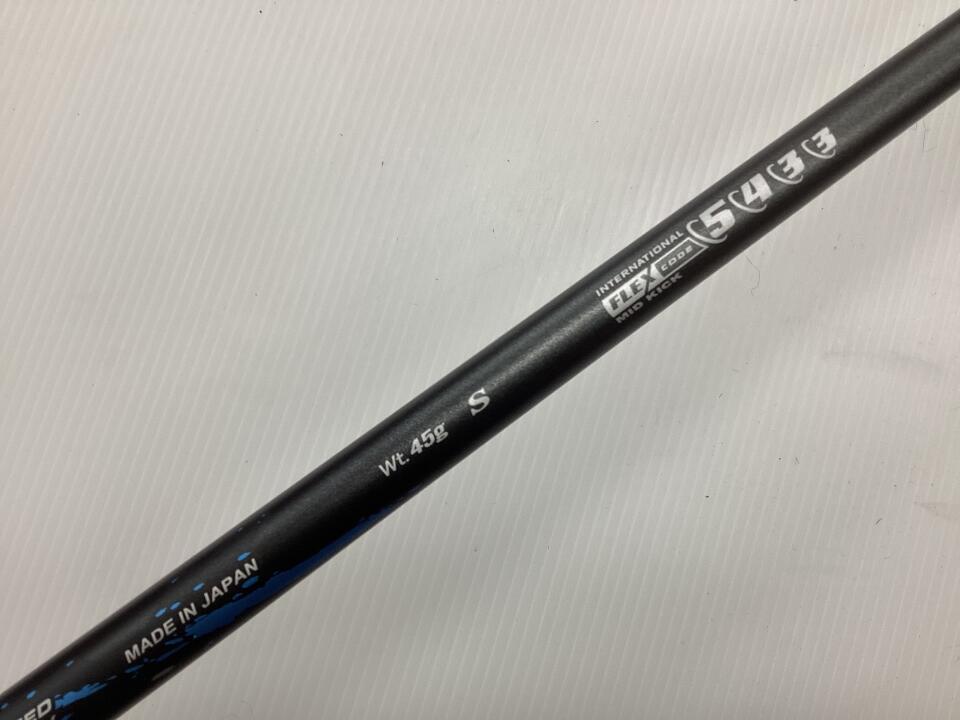 INTERNATIONAL
FLEX CODE 5433
MID KICK
Wt. 45g S
MADE IN JAPAN